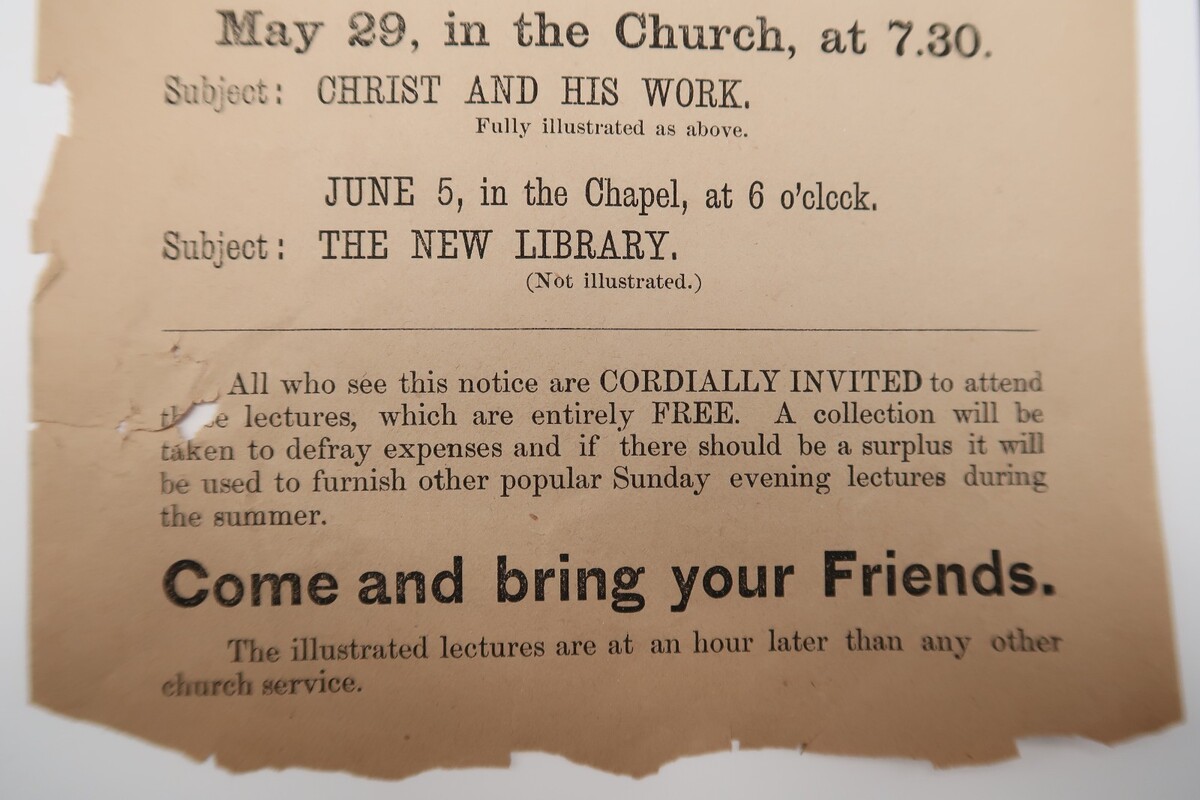 May 29, in the Church, at 7.30.
Subject: CHRIST AND HIS WORK.
Fully illustrated as above.
JUNE 5, in the Chapel, at 6 o'clcck.
Subject: THE NEW LIBRARY.
(Not illustrated.)
All who see this notice are CORDIALLY INVITED to attend
lectures, which are entirely FREE. A collection will be
taken to defray expenses and if there should be a surplus it will
be used to furnish other popular Sunday evening lectures during
the summer.
Come and bring your Friends.
The illustrated lectures are at an hour later than any other
church service.